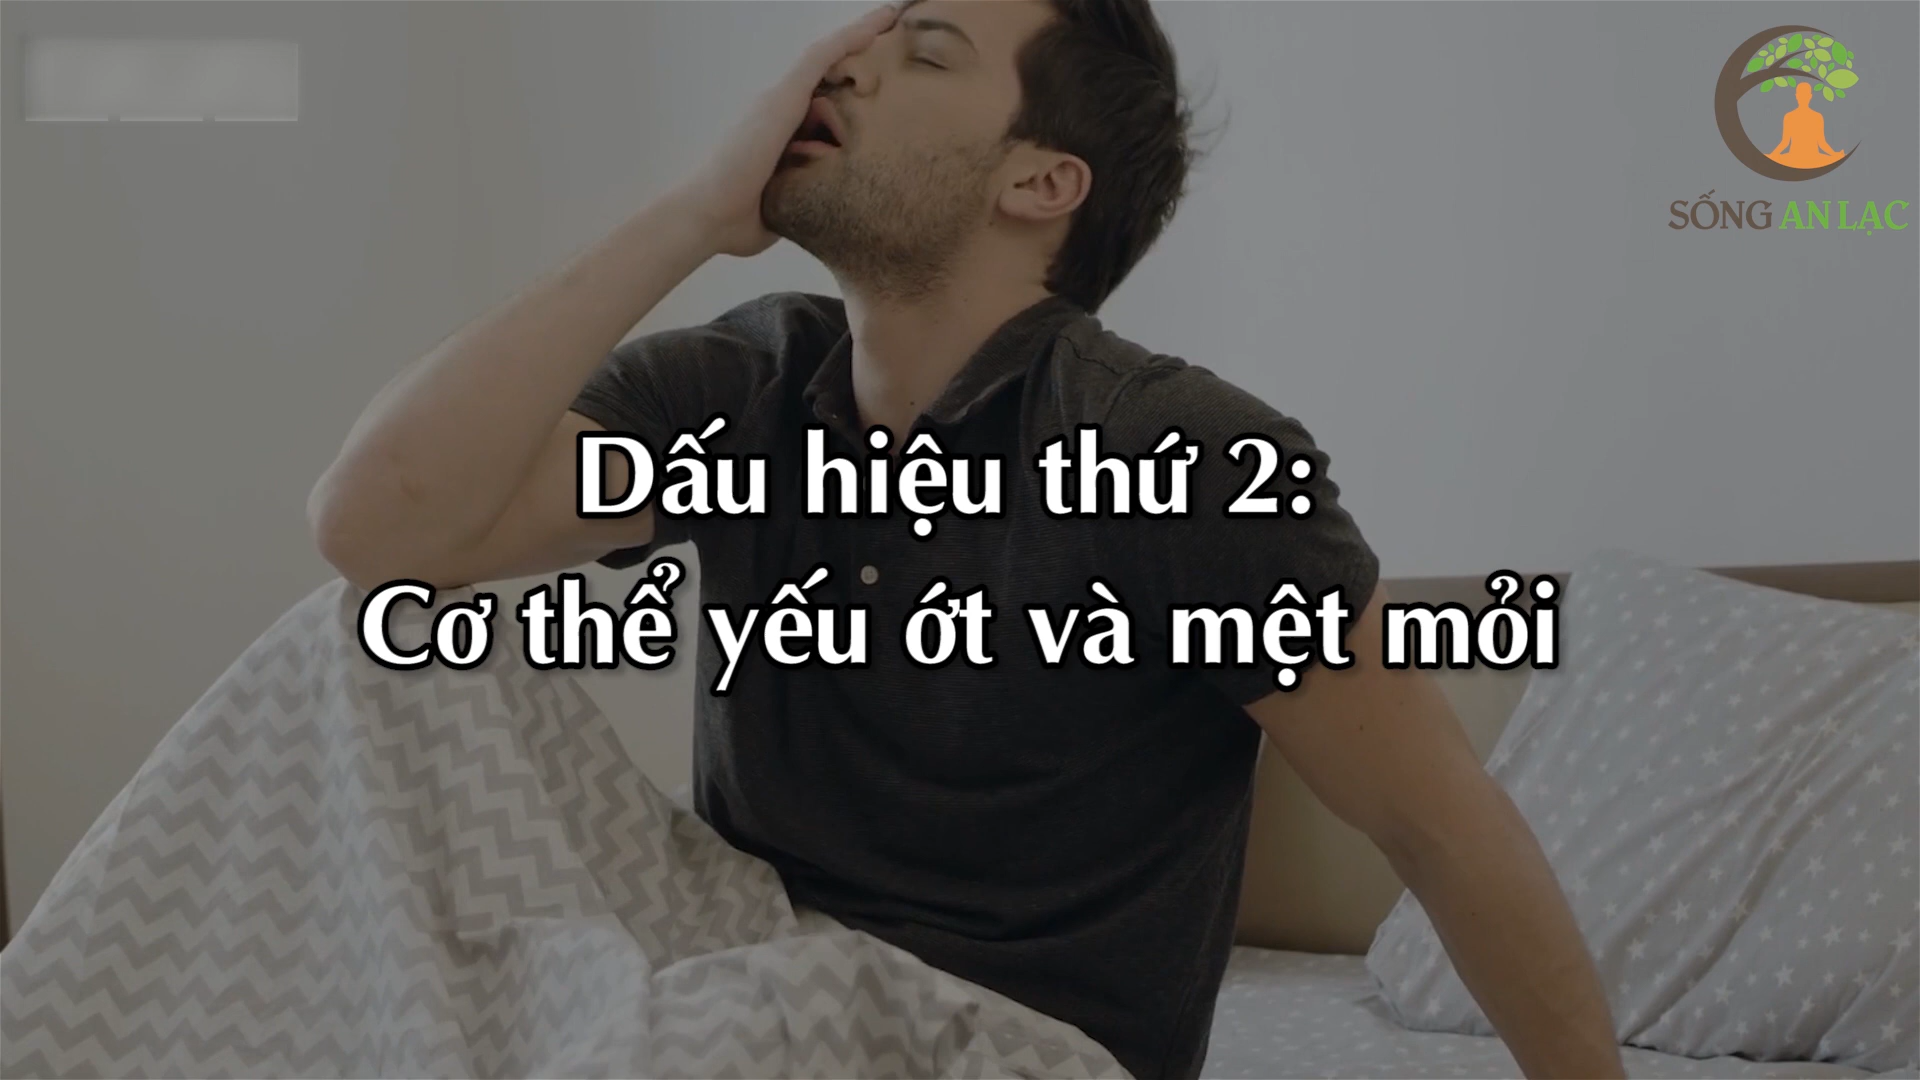 SỐNG AN LẠC
Dấu hiệu thứ 2:
Cơ thể yếu ớt và mệt mỏi